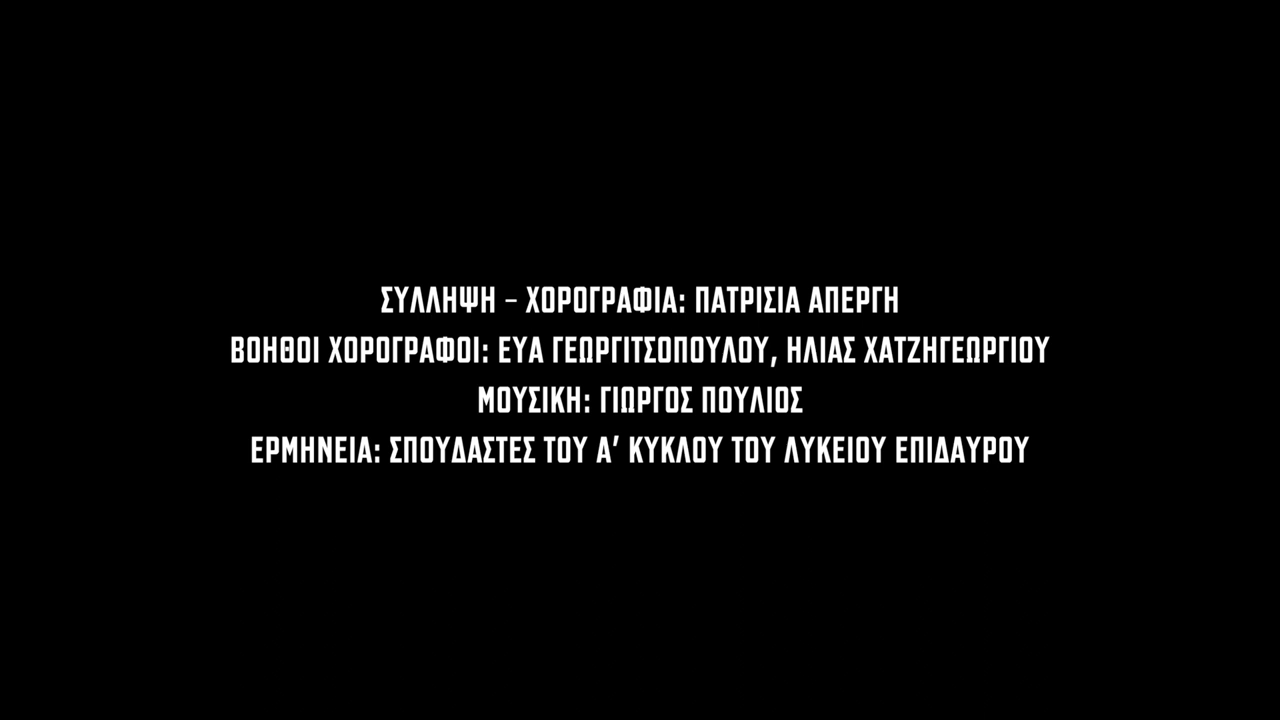 ΣΥΛΛΗΨΗ – ΧΟΡΟΓΡΑΦΙΑ: ΠΑΤΡΙΣΙΑ ΑΠΕΡΓΗ
ΒΟΗΘΟΙ ΧΟΡΟΓΡΑΦΟΙ: ΕΥΑ ΓΕΩΡΓΙΤΣΟΠΟΥΛΟΥ, ΗΛΙΑΣ ΧΑΤΖΗΓΕΩΡΓΙΟΥ
ΜΟΥΣΙΚΗ: ΓΙΩΡΓΟΣ ΠΟΥΛΙΟΣ
ΕΡΜΗΝΕΙΑ: ΣΠΟΥΔΑΣΤΕΣ ΤΟΥ Α’ ΚΥΚΛΟΥ ΤΟΥ ΛΥΚΕΙΟΥ ΕΠΙΔΑΥΡΟΥ